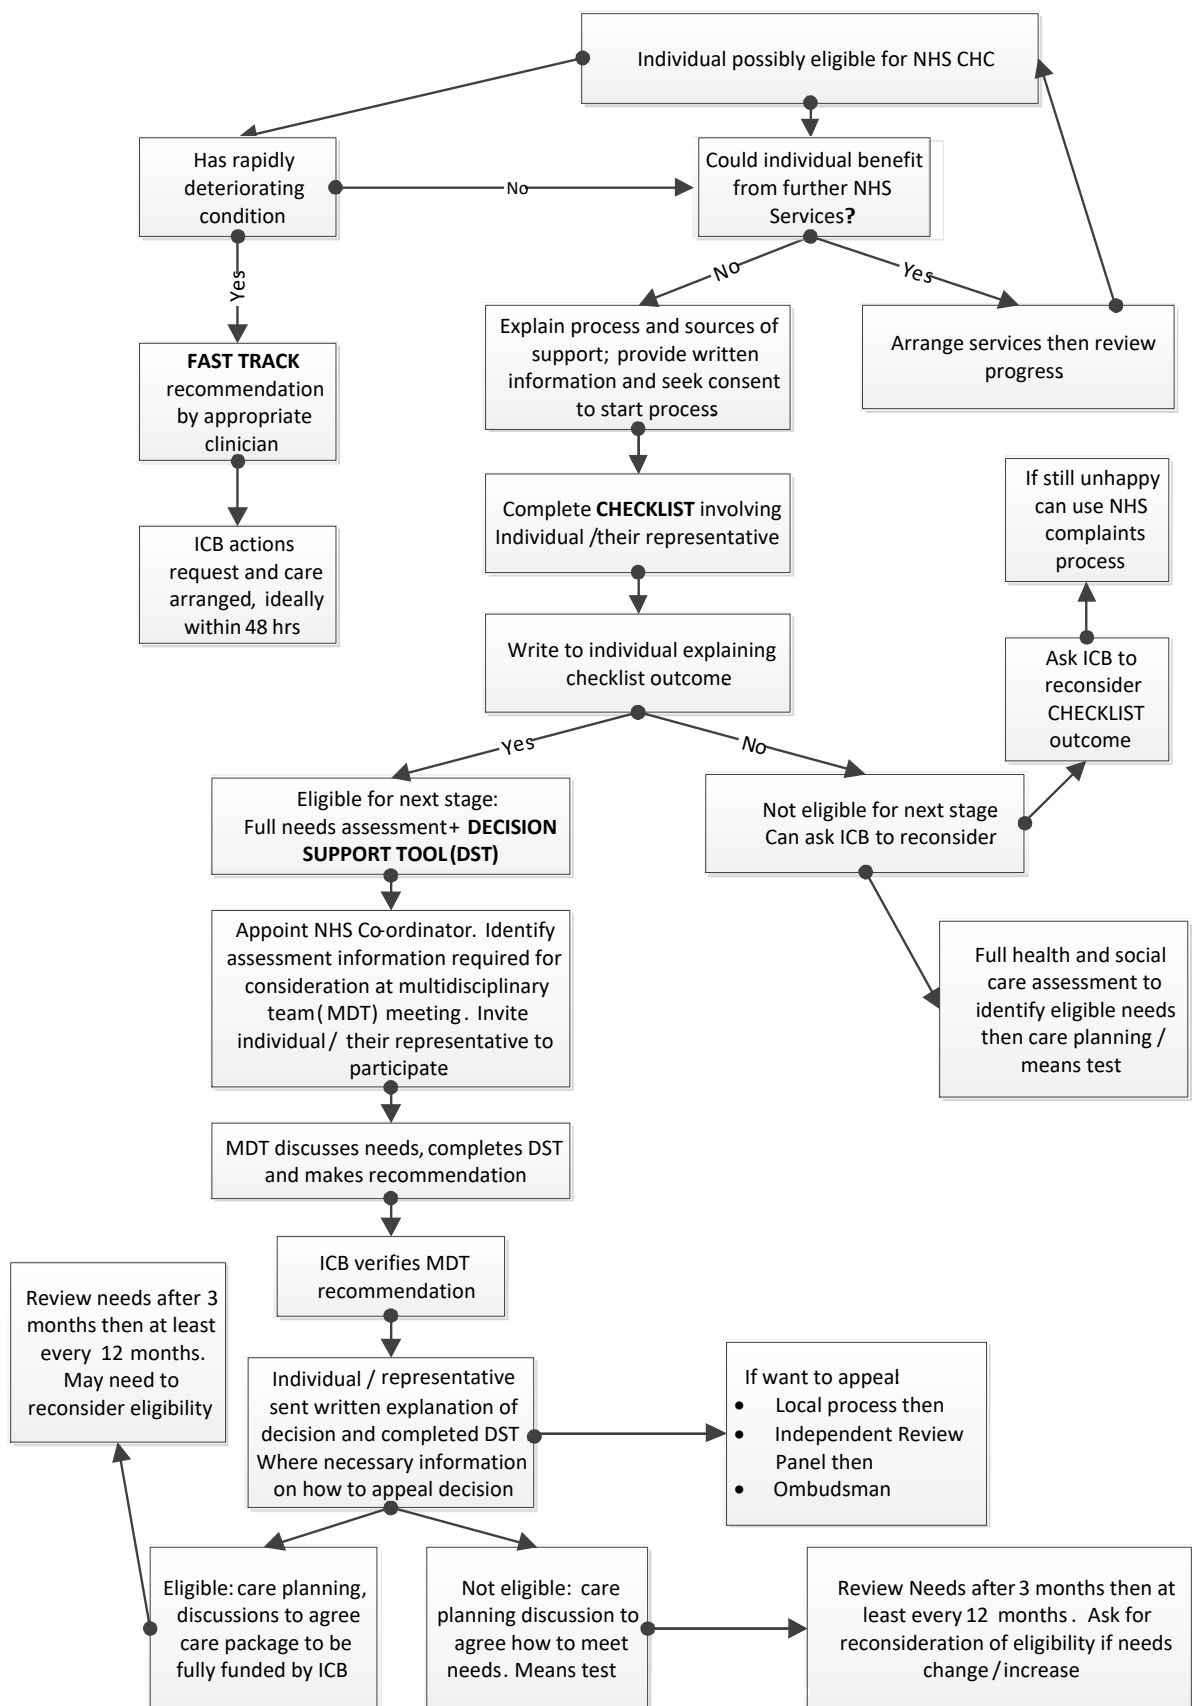 Individual possibly eligible for NHS CHC
Has rapidly
deteriorating
condition
No
Could individual benefit
from further NHS
Services?
Yes
No
Yes
FAST TRACK
recommendation
by appropriate
clinician
Explain process and sources of
support; provide written
information and seek consent
to start process
Arrange services then review
progress
ICB actions
request and care
arranged, ideally
within 48 hrs
Complete CHECKLIST involving
Individual /their representative
If still unhappy
can use NHS
complaints
process
Write to individual explaining
checklist outcome
Ask ICB to
reconsider
CHECKLIST
outcome
Yes
No
Eligible for next stage:
Full needs assessment+ DECISION
SUPPORT TOOL(DST)
Not eligible for next stage
Can ask ICB to reconsider
Appoint NHS Co-ordinator. Identify
assessment information required for
consideration at multidisciplinary
team(MDT) meeting. Invite
individual/ their representative to
participate
Full health and social
care assessment to
identify eligible needs
then care planning /
means test
MDT discusses needs, completes DST
and makes recommendation
ICB verifies MDT
recommendation
Review needs after 3
months then at least
every 12 months.
May need to
reconsider eligibility
Individual / representative
sent written explanation of
decision and completed DST
Where necessary information
on how to appeal decision
If want to appeal
• Local process then
• Independent Review
Panel then
• Ombudsman
Eligible: care planning,
discussions to agree
care package to be
fully funded by ICB
Not eligible: care
planning discussion to
agree how to meet
needs. Means test
Review Needs after 3 months then at
least every 12 months. Ask for
reconsideration of eligibility if needs
change/increase